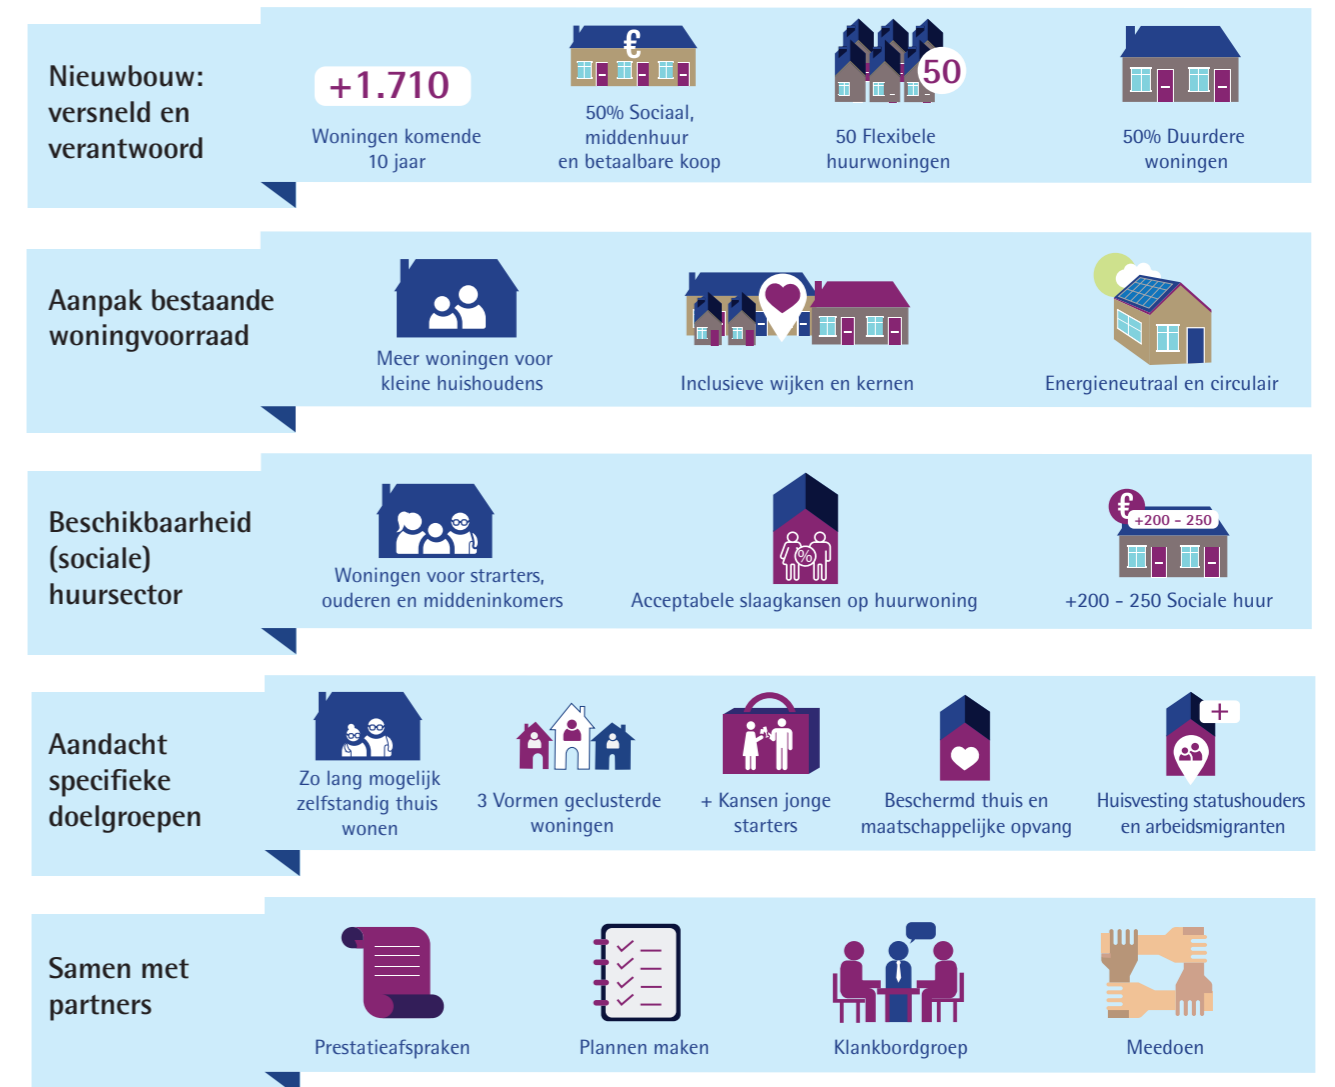 Nieuwbouw:
versneld en
verantwoord
+1.710
Woningen komende
10 jaar
€
50% Sociaal,
middenhuur
en betaalbare koop
50
50 Flexibele
huurwoningen
50% Duurdere
woningen
Aanpak bestaande
woningvoorraad
Meer woningen voor
kleine huishoudens
Inclusieve wijken en kernen
Energieneutraal en circulair
Beschikbaarheid
(sociale)
huursector
Woningen voor strarters,
ouderen en middeninkomers
%
Acceptabele slaagkansen op huurwoning
€
+200 - 250
+200 - 250 Sociale huur
Aandacht
specifieke
doelgroepen
Zo lang mogelijk
zelfstandig thuis
wonen
3 Vormen geclusterde
woningen
+ Kansen jonge
starters
Beschermd thuis en
maatschappelijke opvang
+
Huisvesting statushouders
en arbeidsmigranten
Samen met
partners
Prestatieafspraken
Plannen maken
Klankbordgroep
Meedoen